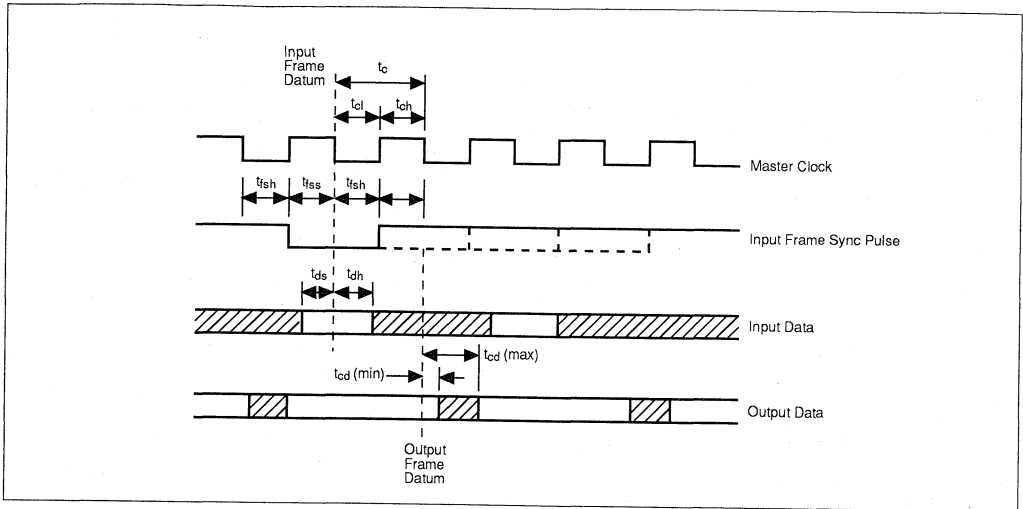 Input
Frame
Datum
tc
tcl tch
Master Clock
tfsh tfss tfsh
Input Frame Sync Pulse
tds tdh
Input Data
tcd (max)
tcd (min)
Output Data
Output
Frame
Datum